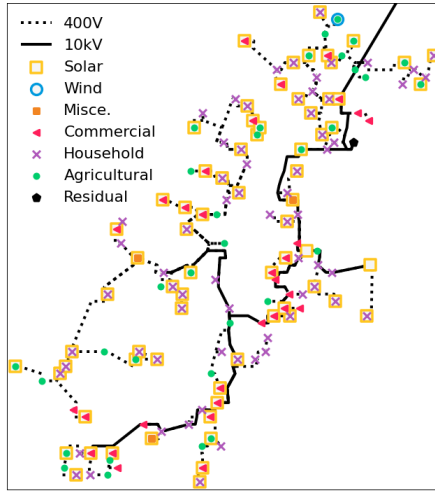 400V
10kV
Solar
Wind
Misce.
Commercial
Household
Agricultural
Residual